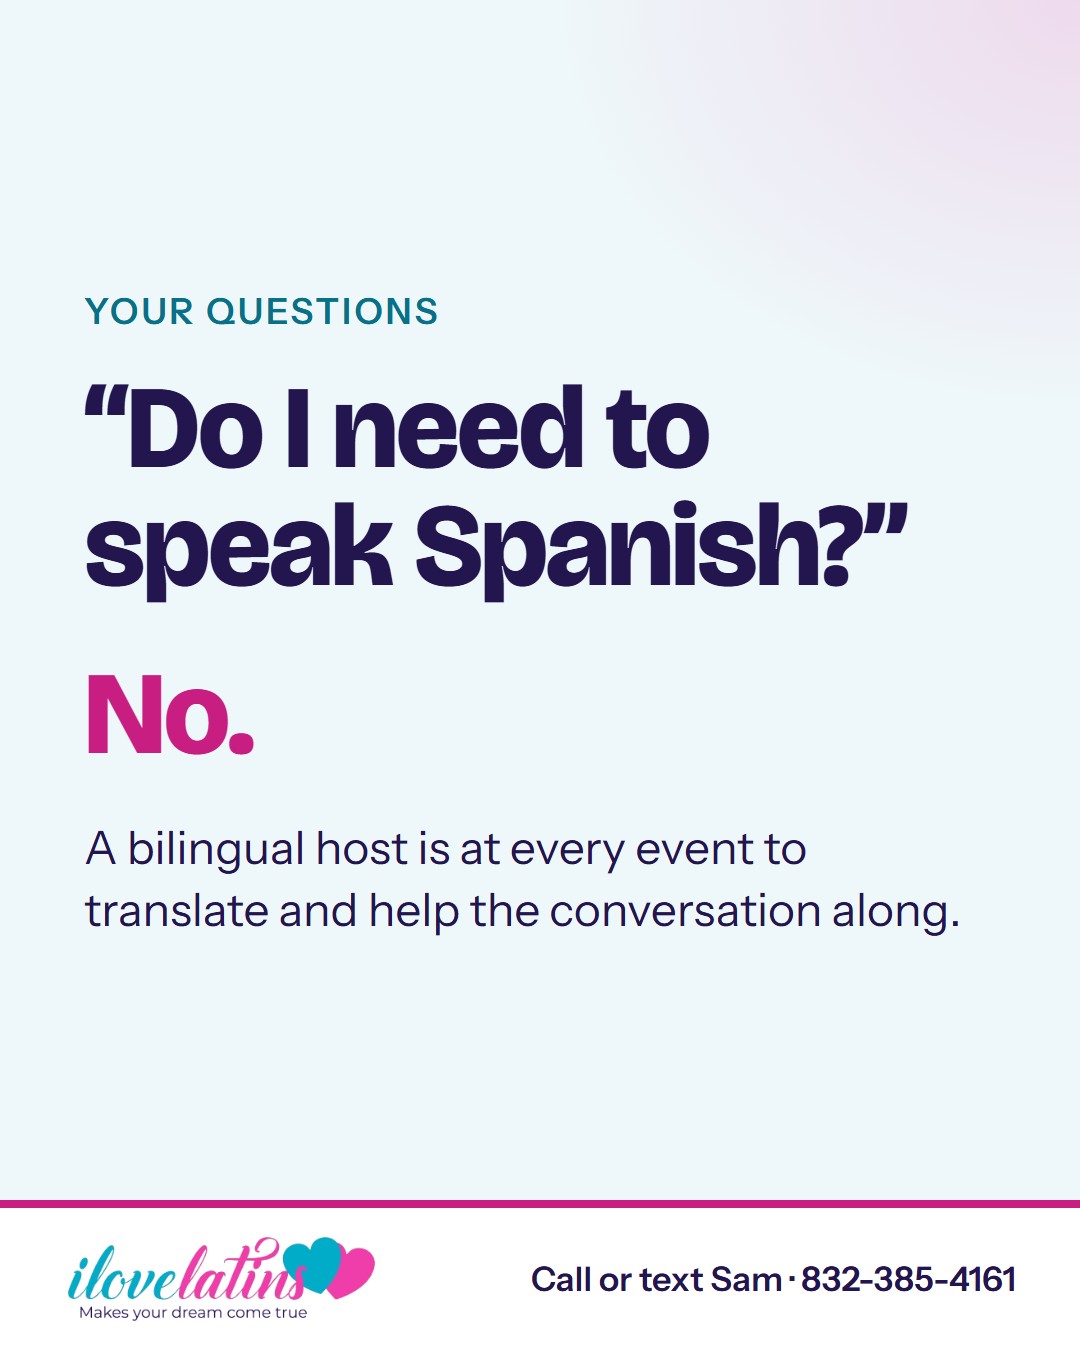 YOUR QUESTIONS
“Do I need to
speak Spanish?”
No.
A bilingual host is at every event to
translate and help the conversation along.
ilovelatins
Makes your dream come true
Call or text Sam · 832-385-4161